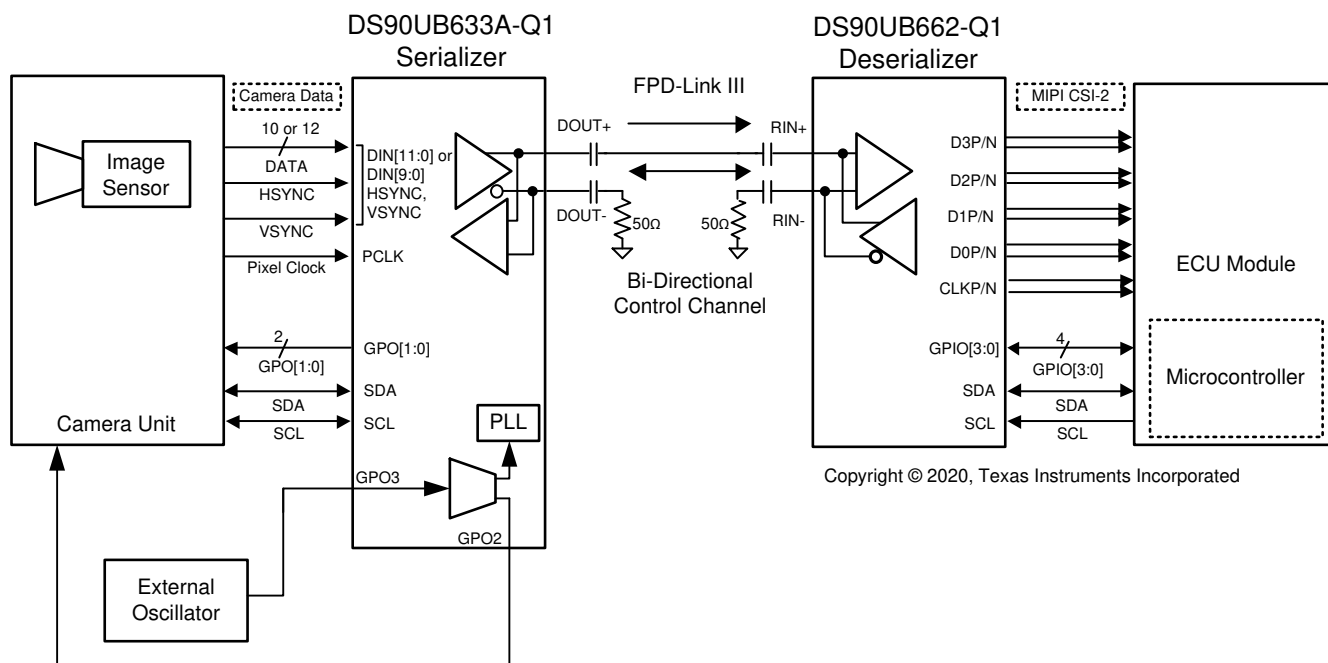 DS90UB633A-Q1
Serializer
DS90UB662-Q1
Deserializer
FPD-Link III
Camera Data
MIPI CSI-2
Image
Sensor
10 or 12
DATA
HSYNC
VSYNC
Pixel Clock
DIN[11:0] or
DIN[9:0]
HSYNC,
VSYNC
PCLK
DOUT+
DOUT-
50Ω
50Ω
RIN+
RIN-
Bi-Directional
Control Channel
D3P/N
D2P/N
D1P/N
D0P/N
CLKP/N
ECU Module
2
GPO[1:0]
GPO[1:0]
SDA
SDA
SCL
SCL
Camera Unit
GPIO[3:0]
4
GPIO[3:0]
SDA
SDA
SCL
SCL
Microcontroller
PLL
GPO3
GPO2
Copyright © 2020, Texas Instruments Incorporated
External
Oscillator